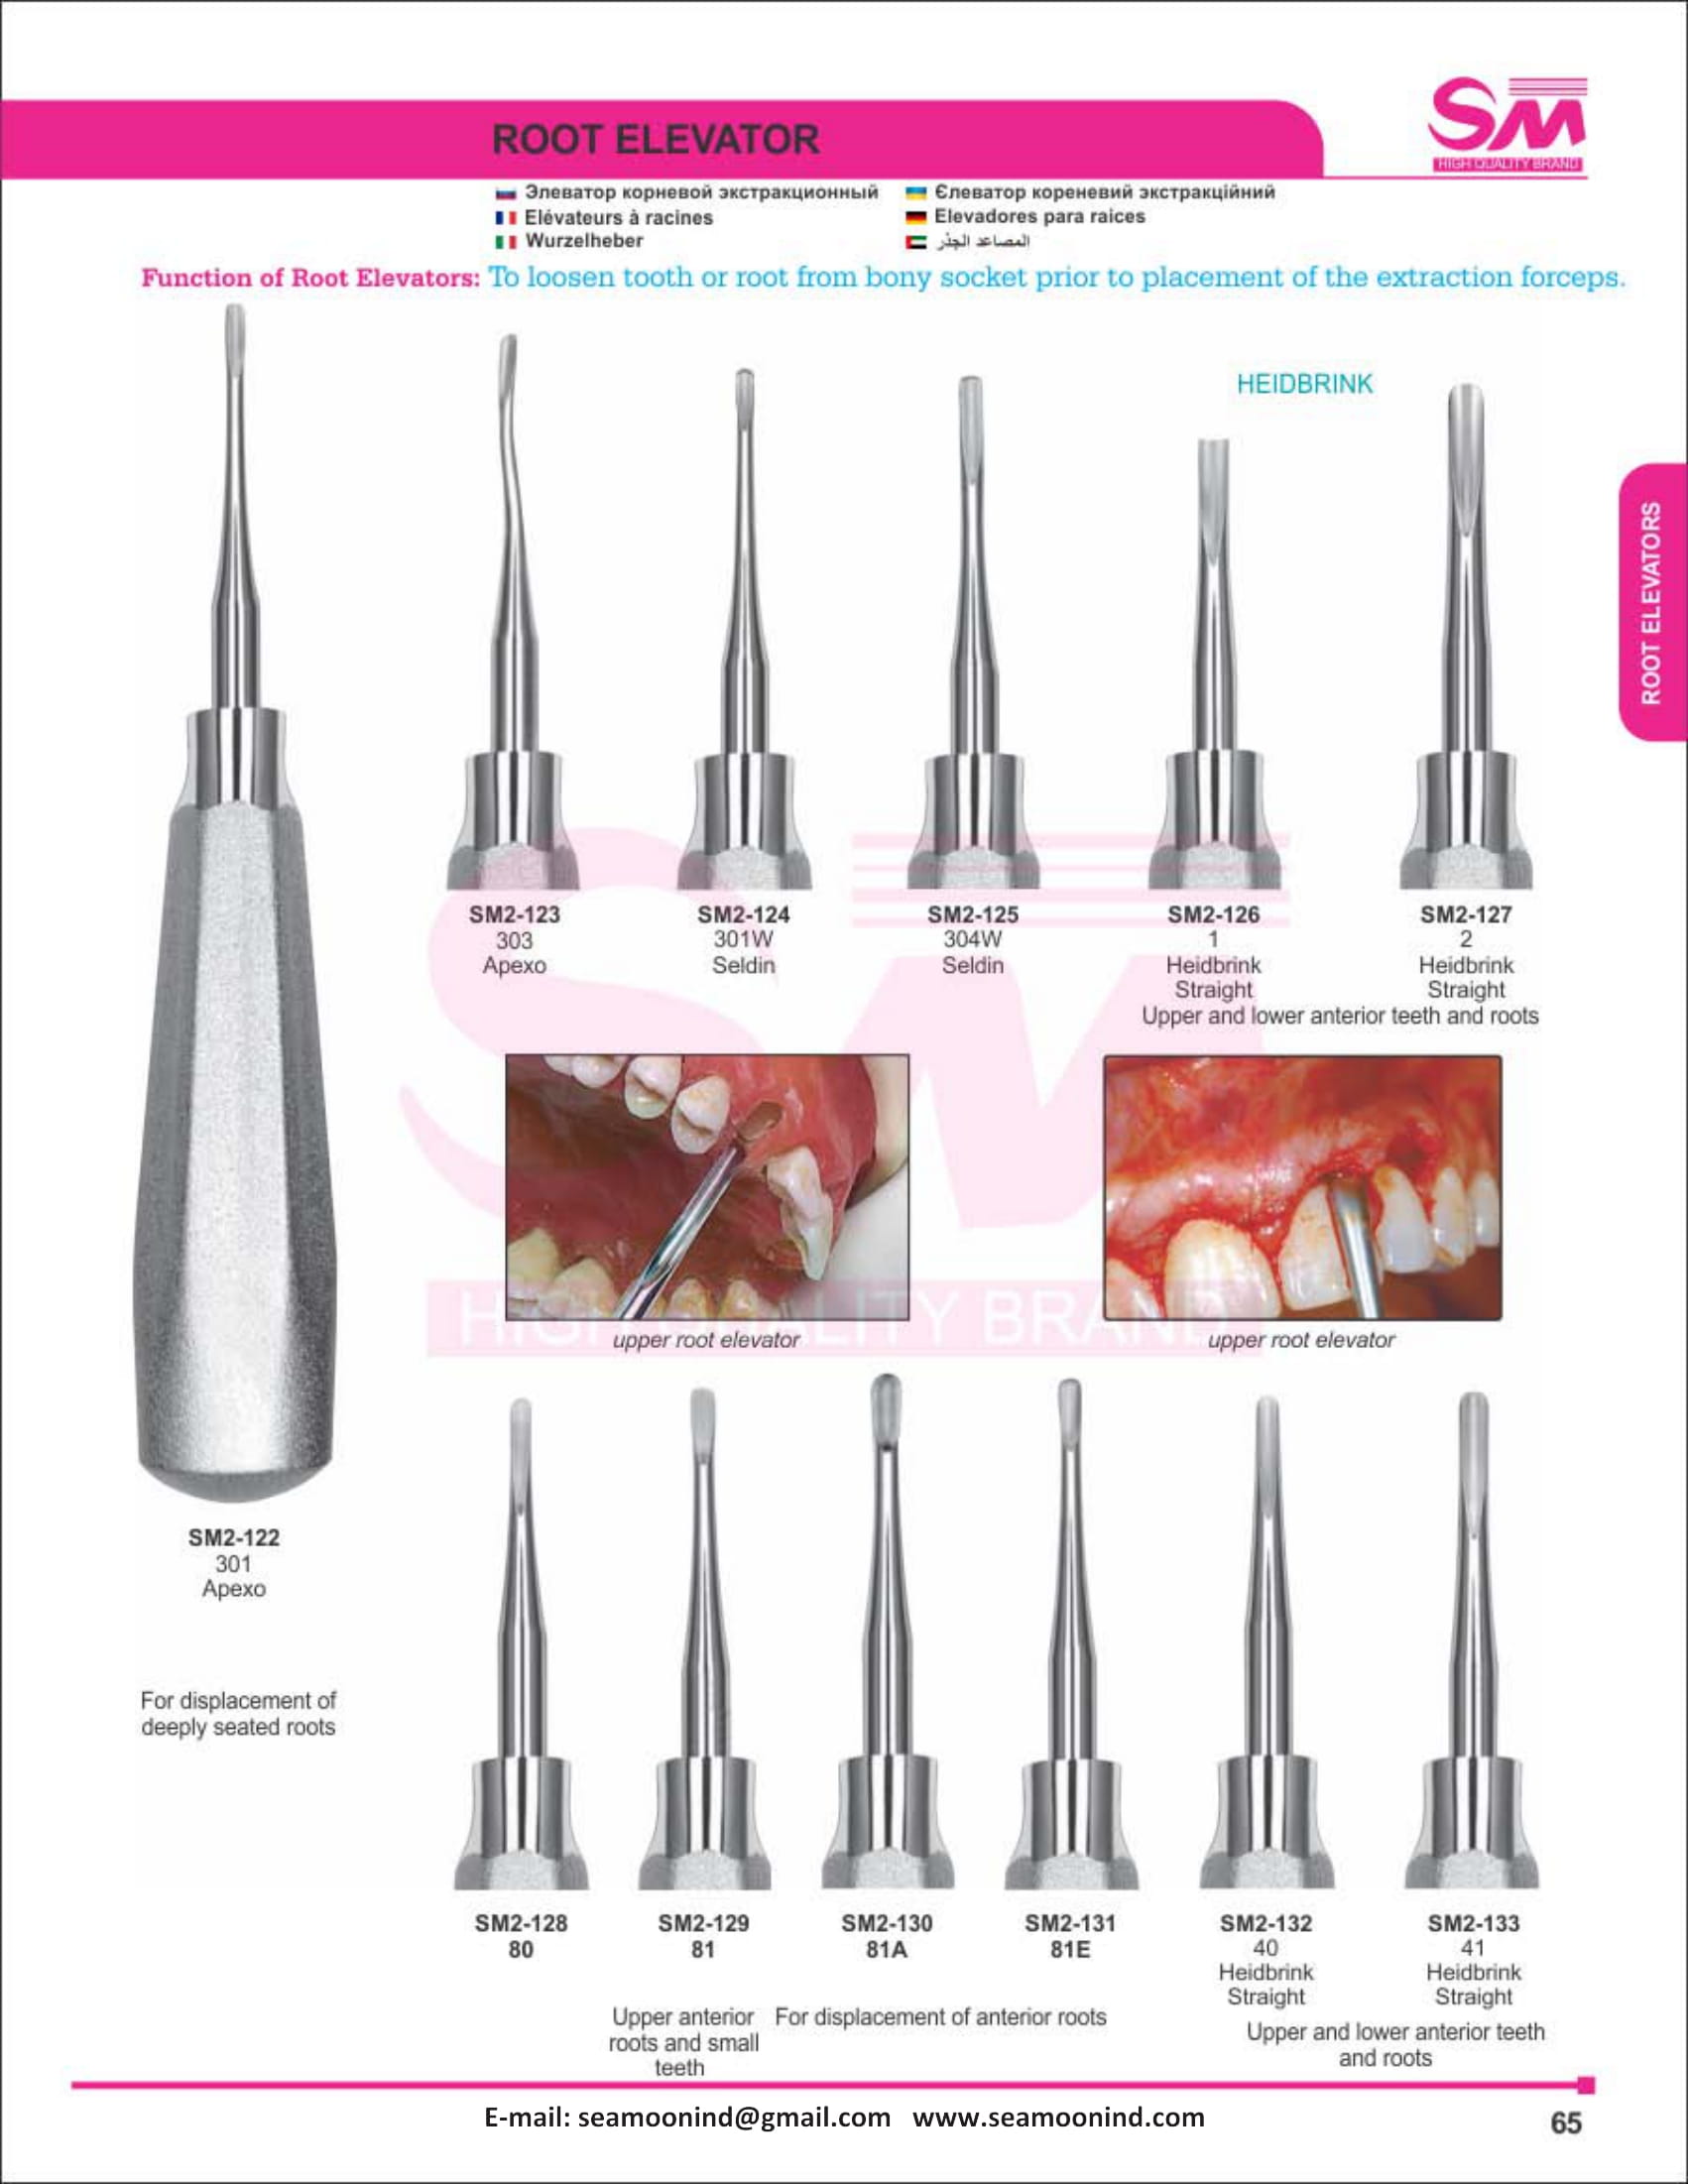 SM
HIGH QUALITY BRAND
ROOT ELEVATOR
Элеватор корневой экстракционный
Elévateurs à racines
Wurzelheber
Єлеватор кореневий экстракційний
Elevadores para raices
المصاعد الجذر
Function of Root Elevators: To loosen tooth or root from bony socket prior to placement of the extraction forceps.
HEIDBRINK
ROOT ELEVATORS
SM2-123
303
Apexo
SM2-124
301W
Seldin
SM2-125
304W
Seldin
SM2-126
1
Heidbrink
Straight
SM2-127
2
Heidbrink
Straight
Upper and lower anterior teeth and roots
SM
HIGH QUALITY BRAND
upper root elevator
upper root elevator
SM2-122
301
Apexo
For displacement of
deeply seated roots
SM2-128
80
SM2-129
81
Upper anterior
roots and small
teeth
SM2-130
81A
SM2-131
81E
For displacement of anterior roots
SM2-132
40
Heidbrink
Straight
SM2-133
41
Heidbrink
Straight
Upper and lower anterior teeth
and roots
E-mail: seamoonind@gmail.com www.seamoonind.com
65